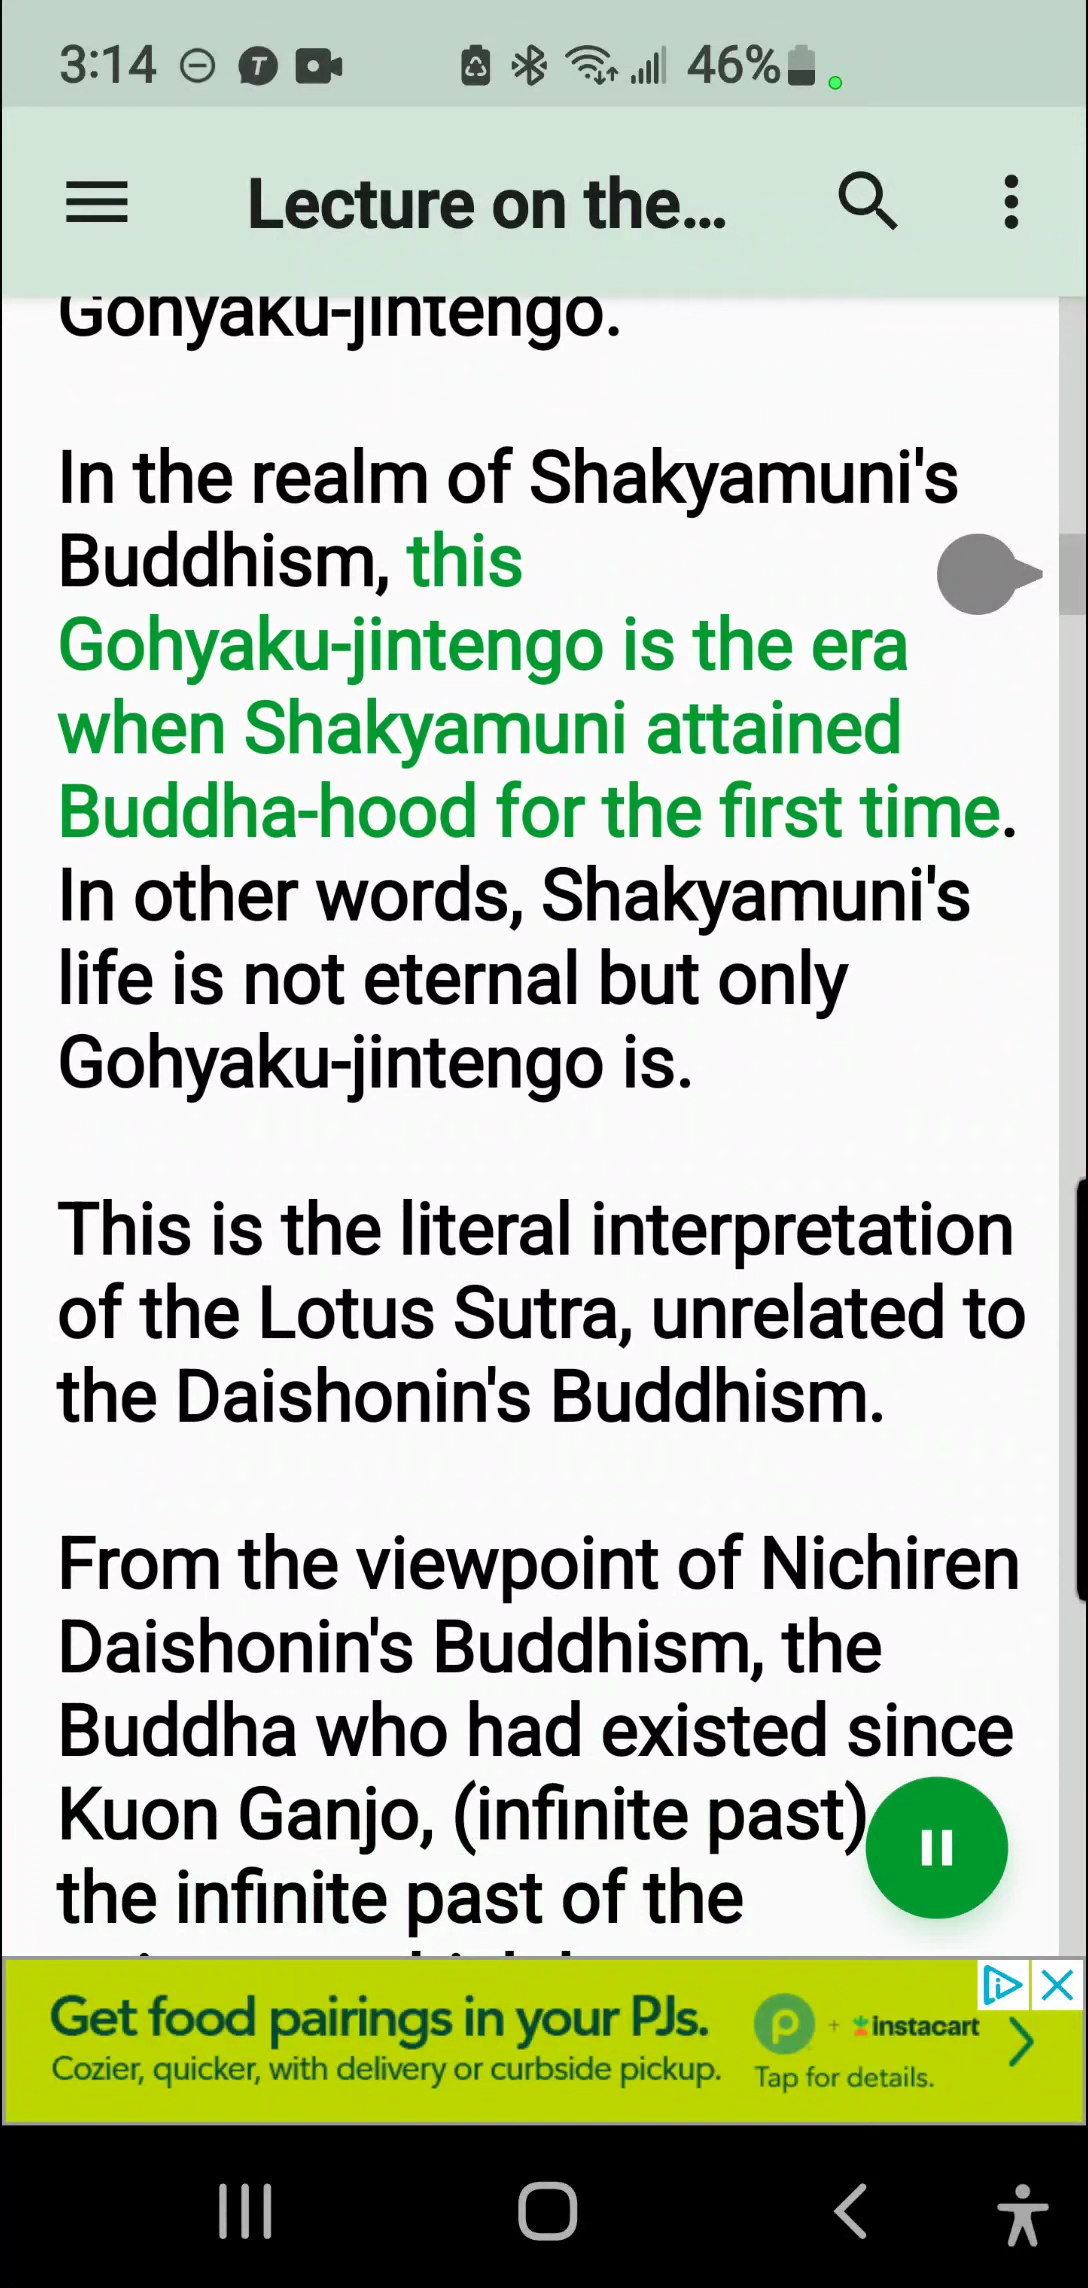 3:14
46%
Lecture on the...
Gohyaku-jintengo.
In the realm of Shakyamuni's
Buddhism, this
Gohyaku-jintengo is the era
when Shakyamuni attained
Buddha-hood for the first time.
In other words, Shakyamuni's
life is not eternal but only
Gohyaku-jintengo is.
This is the literal interpretation
of the Lotus Sutra, unrelated to
the Daishonin's Buddhism.
From the viewpoint of Nichiren
Daishonin's Buddhism, the
Buddha who had existed since
Kuon Ganjo, (infinite past)
the infinite past of the
Get food pairings in your PJs.
Cozier, quicker, with delivery or curbside pickup.
p + instacart
Tap for details.